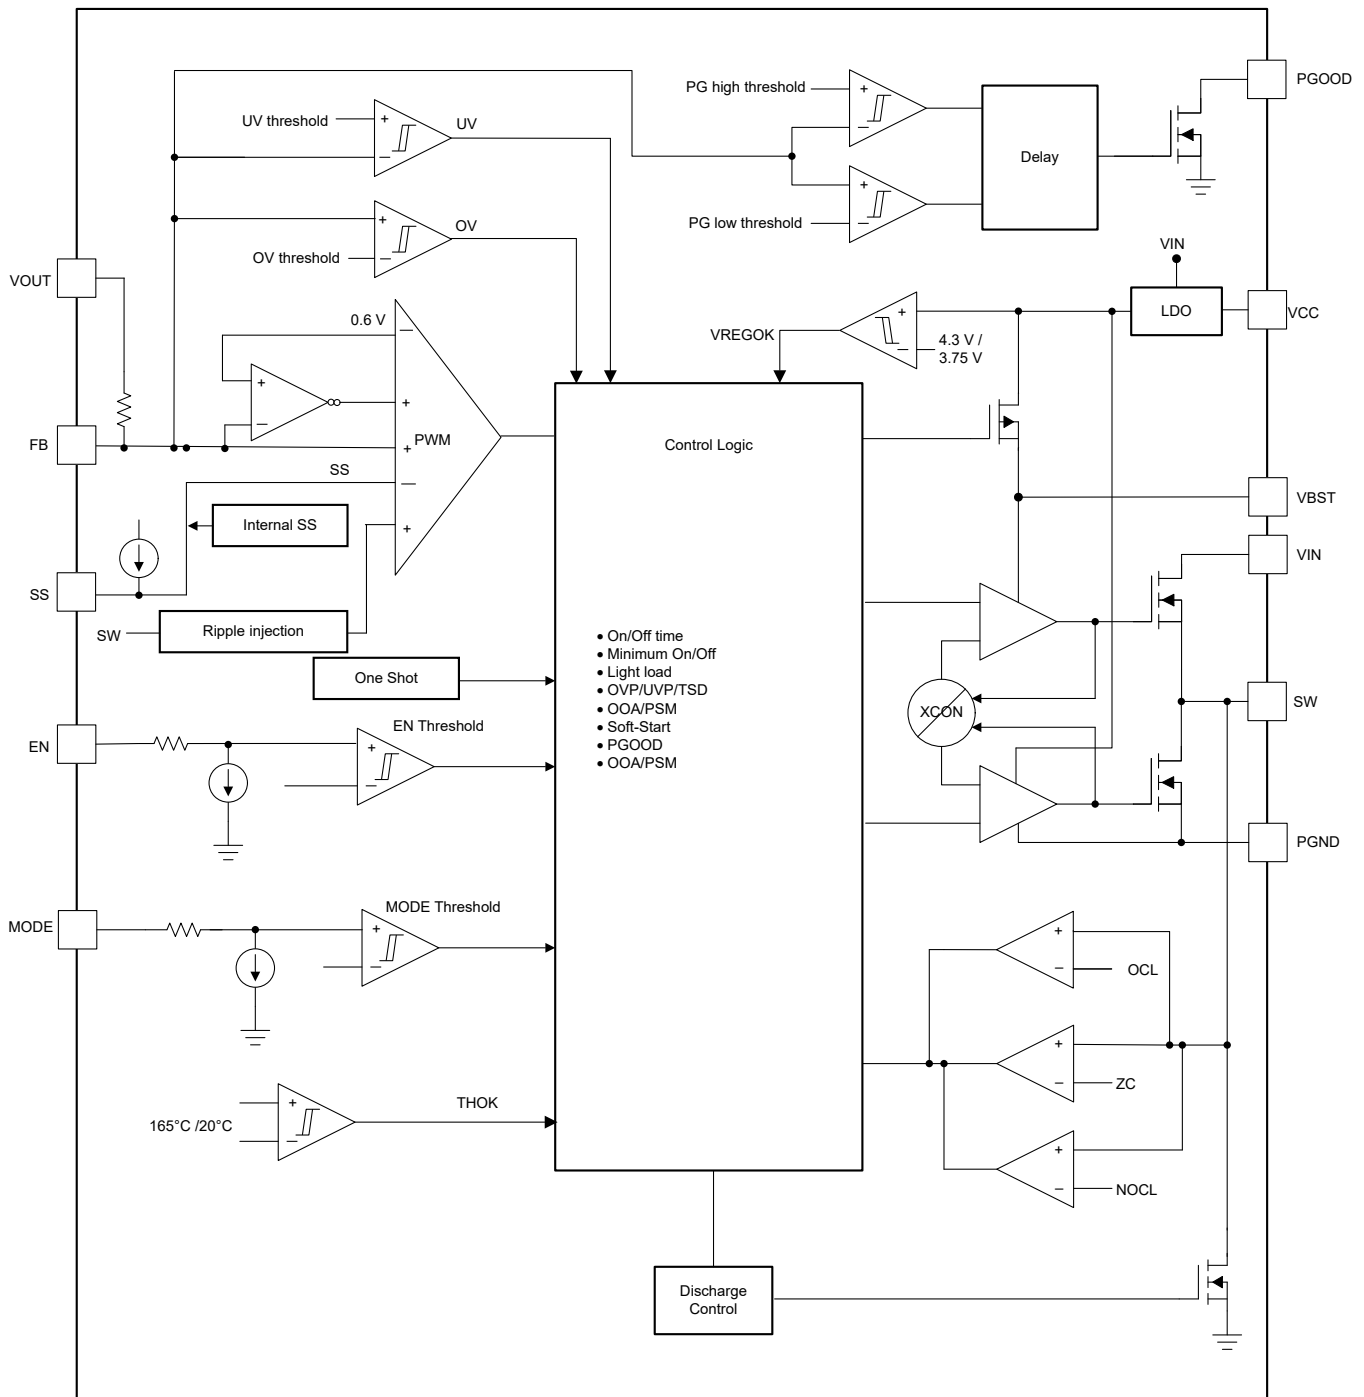 PGOOD
PG high threshold
+
−
UV threshold
+
UV
−
Delay
+
PG low threshold
−
+
OV
OV threshold
−
VIN
VOUT
LDO
VCC
0.6 V
—
VREGOK
+
−
4.3 V /
3.75 V
+
−
+
FB
+
PWM
Control Logic
SS
—
VBST
Internal SS
+
VIN
SS
SW
Ripple injection
• On/Off time
• Minimum On/Off
• Light load
• OVP/UVP/TSD
• OOA/PSM
• Soft-Start
• PGOOD
• OOA/PSM
One Shot
XCON
SW
EN
EN Threshold
+
−
PGND
MODE
MODE Threshold
+
−
+
−
OCL
+
−
ZC
165°C /20°C
+
−
THOK
+
−
NOCL
Discharge
Control